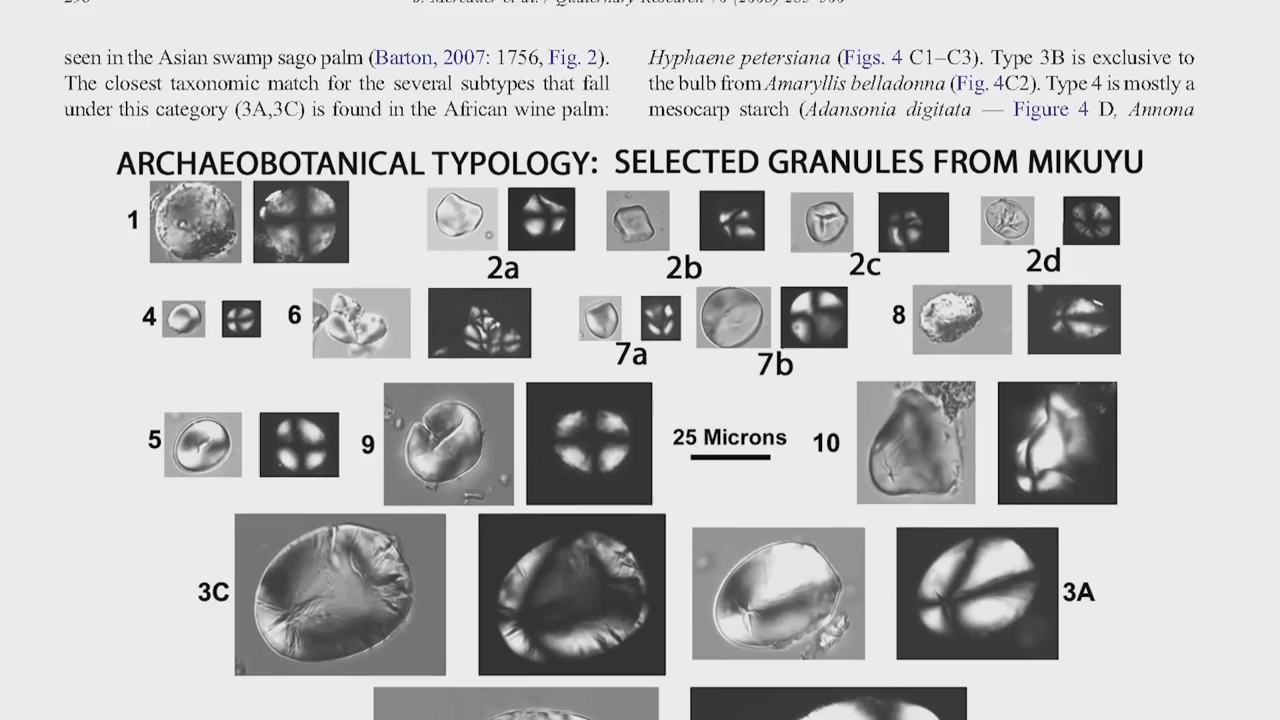 seen in the Asian swamp sago palm (Barton, 2007: 1756, Fig. 2).
The closest taxonomic match for the several subtypes that fall
under this category (3A,3C) is found in the African wine palm:
Hyphaene petersiana (Figs. 4 C1–C3). Type 3B is exclusive to
the bulb from Amaryllis belladonna (Fig. 4C2). Type 4 is mostly a
mesocarp starch (Adansonia digitata — Figure 4 D, Annona
ARCHAEOBOTANICAL TYPOLOGY: SELECTED GRANULES FROM MIKUYU
1
2a
2b
2c
2d
4
6
7a
7b
8
5
9
25 Microns
10
3C
3A